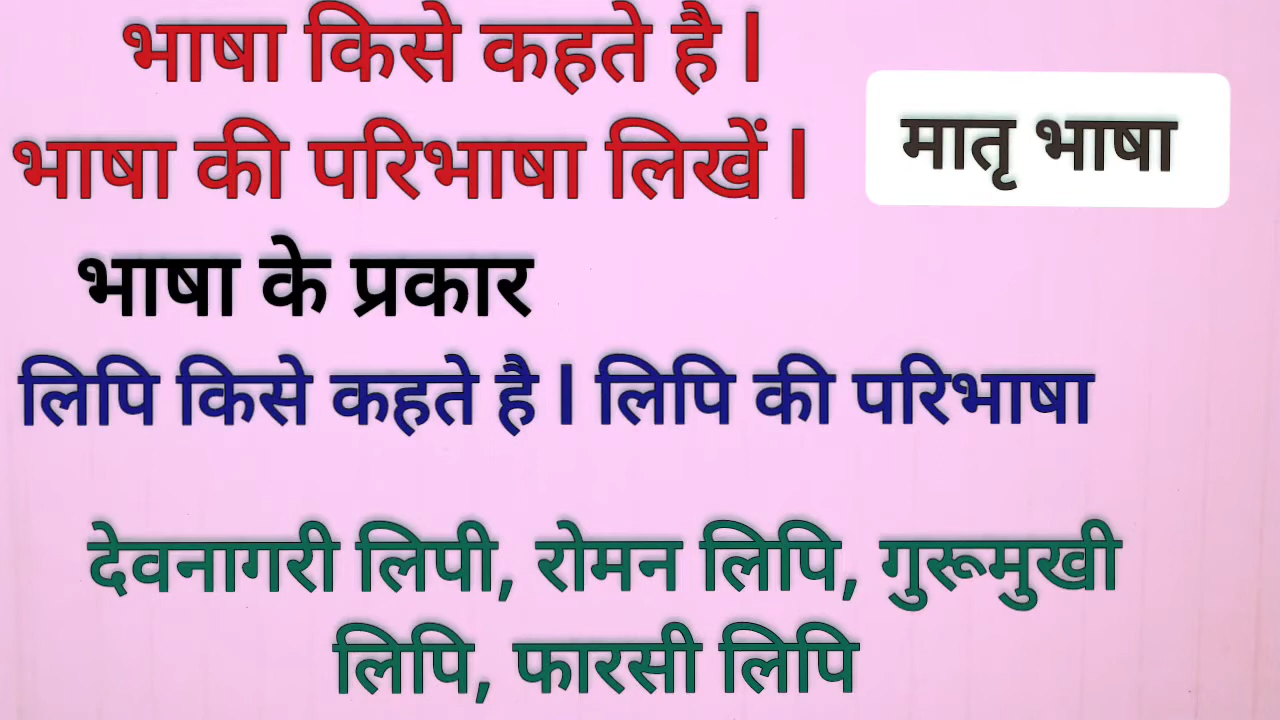 भाषा किसे कहते है l
भाषा की परिभाषा लिखें l
मातृ भाषा
भाषा के प्रकार
लिपि किसे कहते है l लिपि की परिभाषा
देवनागरी लिपी, रोमन लिपि, गुरूमुखी
लिपि, फारसी लिपि